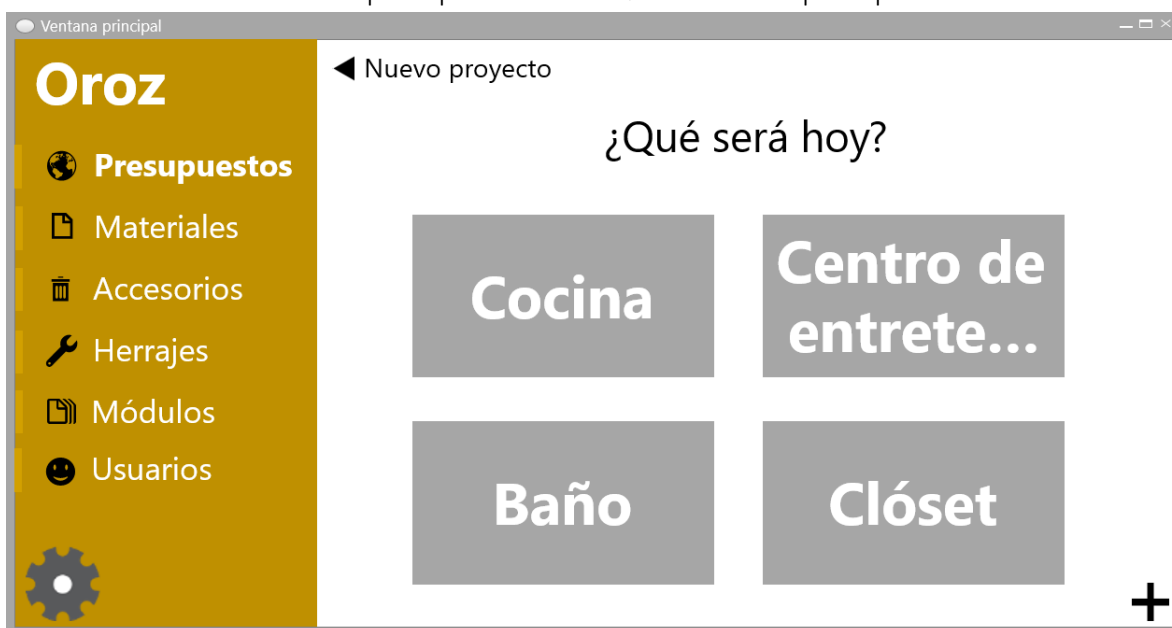 Ventana principal
Oroz
Presupuestos
Materiales
Accesorios
Herrajes
Módulos
Usuarios
Nuevo proyecto
¿Qué será hoy?
Cocina
Centro de
entrete...
Baño
Clóset